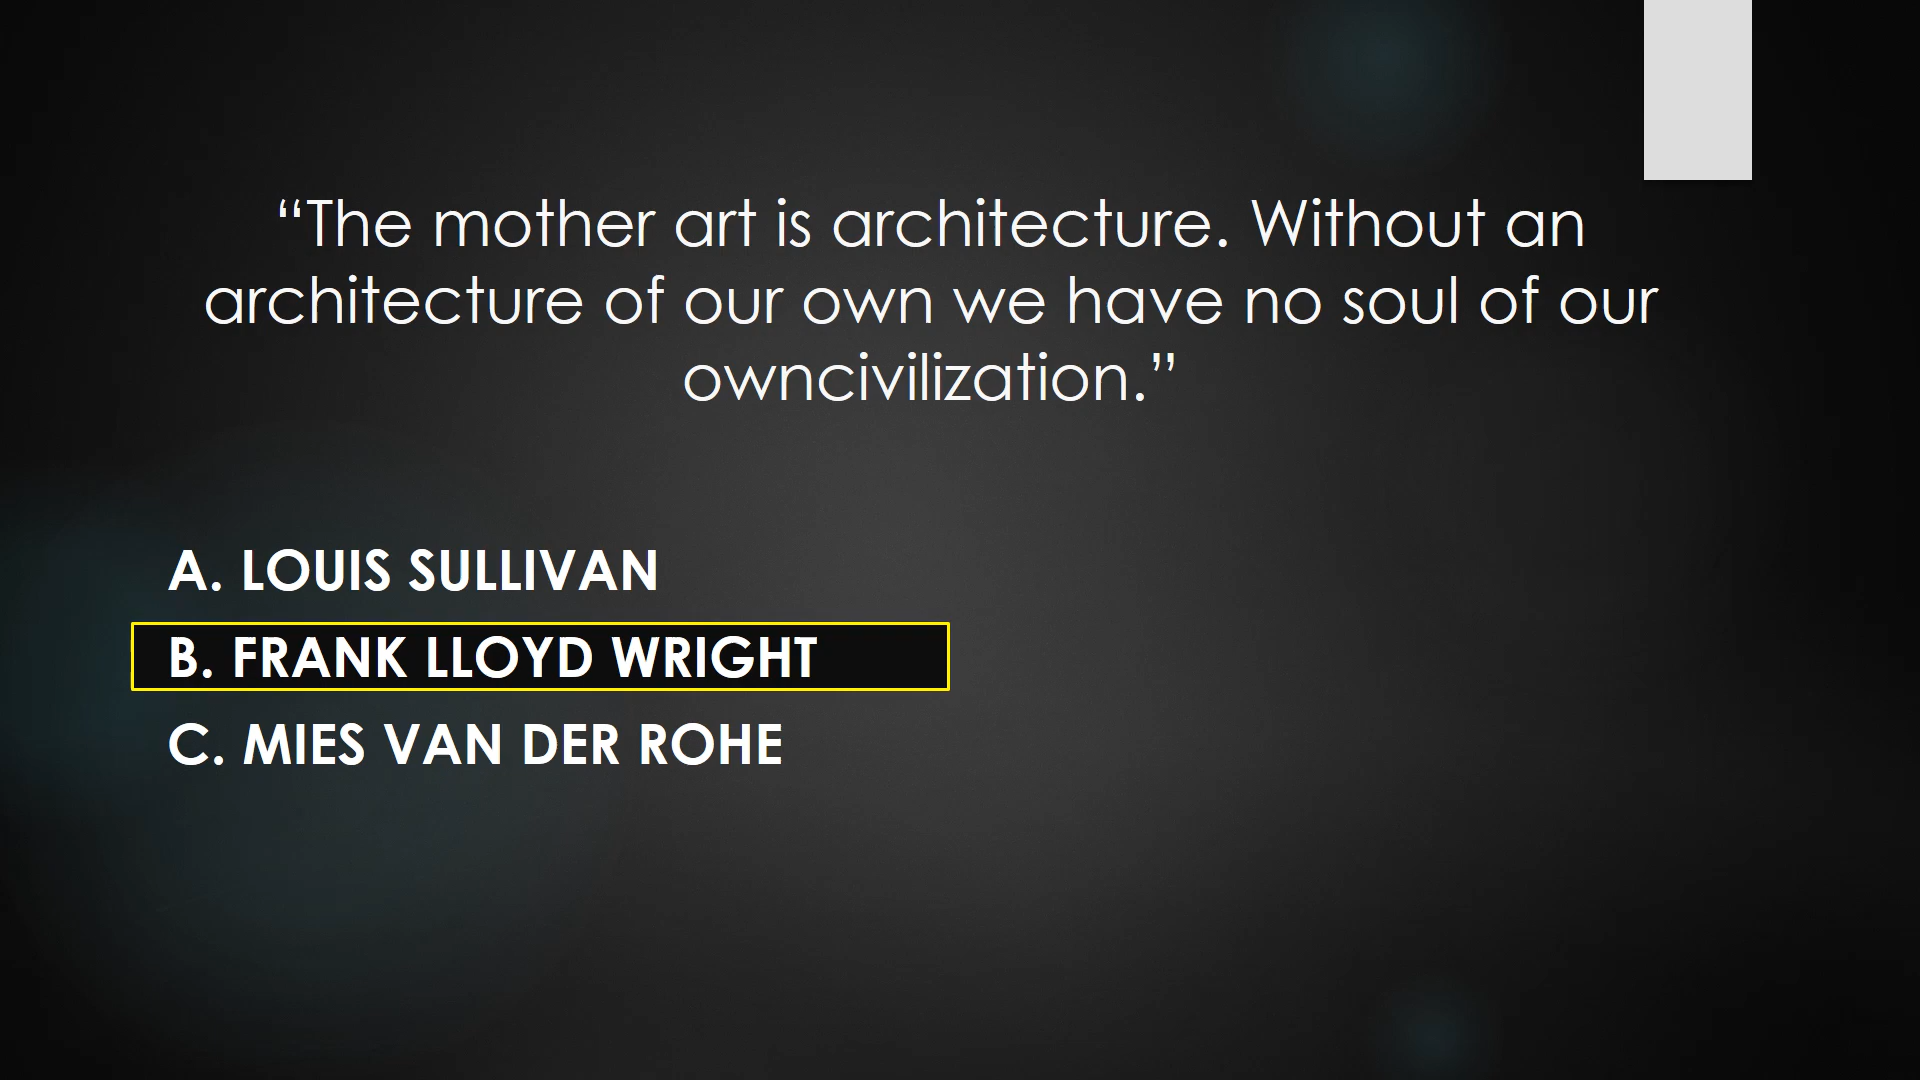 “The mother art is architecture. Without an
architecture of our own we have no soul of our
owncivilization.”
A. LOUIS SULLIVAN
B. FRANK LLOYD WRIGHT
C. MIES VAN DER ROHE